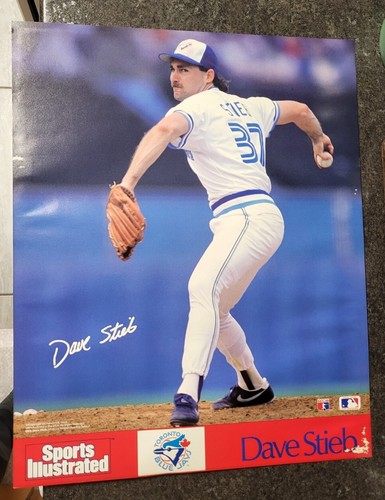 STIEB
37
Dave Stieb
Sports
Illustrated
TORONTO
BLUE JAYS
Dave Stieb